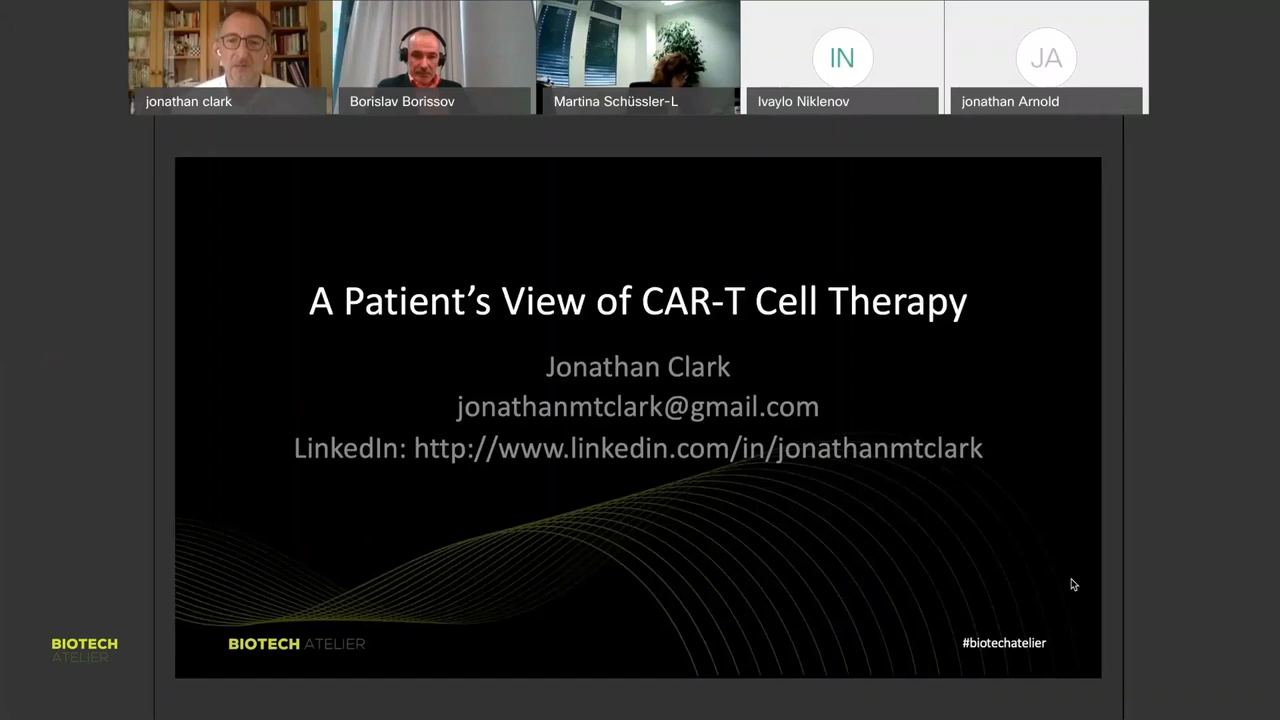 jonathan clark
Borislav Borissov
Martina Schüssler-L
IN
Ivaylo Niklenov
JA
jonathan Arnold
A Patient's View of CAR-T Cell Therapy
Jonathan Clark
jonathanmtclark@gmail.com
LinkedIn: http://www.linkedin.com/in/jonathanmtclark
BIOTECH ATELIER
#biotechatelier
BIOTECH
ATELIER